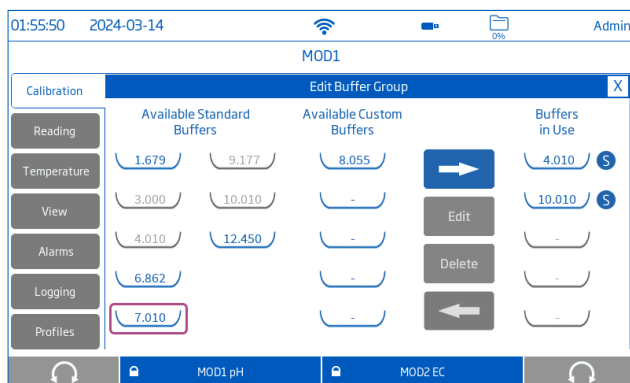 01:55:50 2024-03-14 0% Admin
MOD1
Calibration Edit Buffer Group X
Available Standard Buffers Available Custom Buffers Buffers in Use
Reading
1.679 9.177 8.055 4.010 S
Temperature
3.000 10.010 - Edit 10.010 S
View
4.010 12.450 - -
Alarms
6.862 - Delete -
Logging
7.010 - -
Profiles
MOD1 pH MOD2 EC